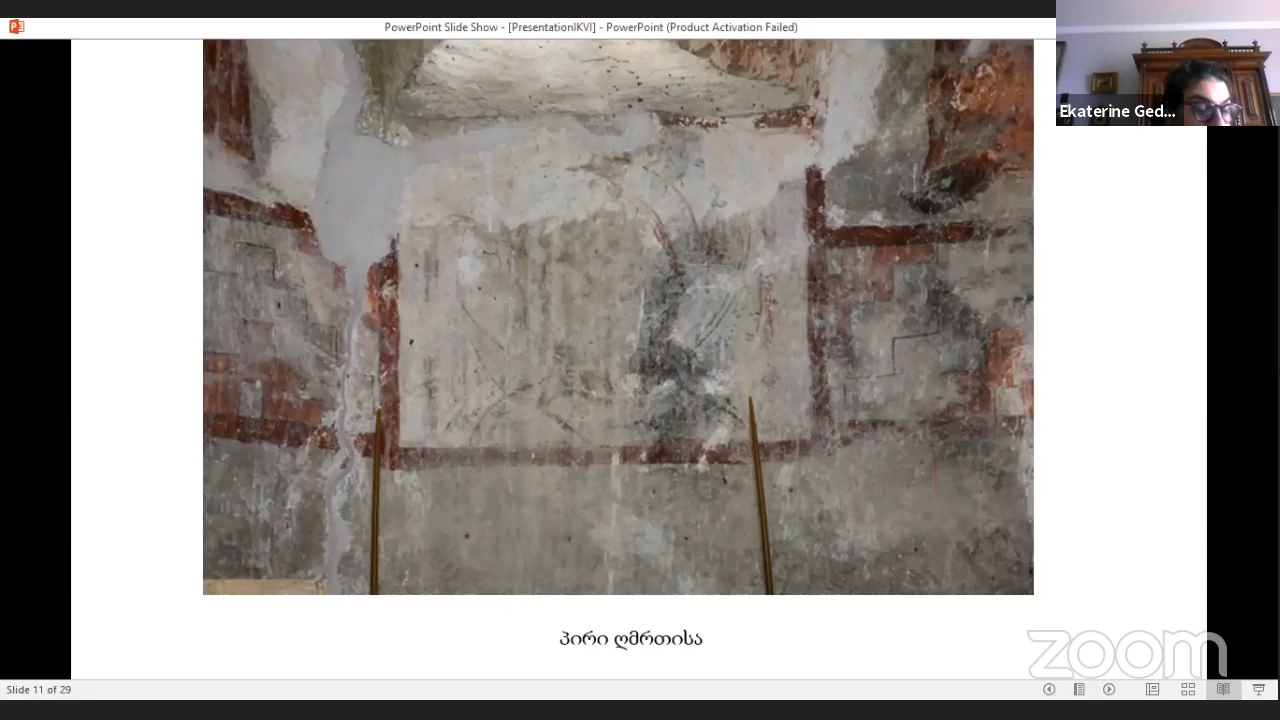 PowerPoint Slide Show - [PresentationIKVI] - PowerPoint (Product Activation Failed)
Ekaterine Ged...
პირი ღმრთისა
zoom
Slide 11 of 29